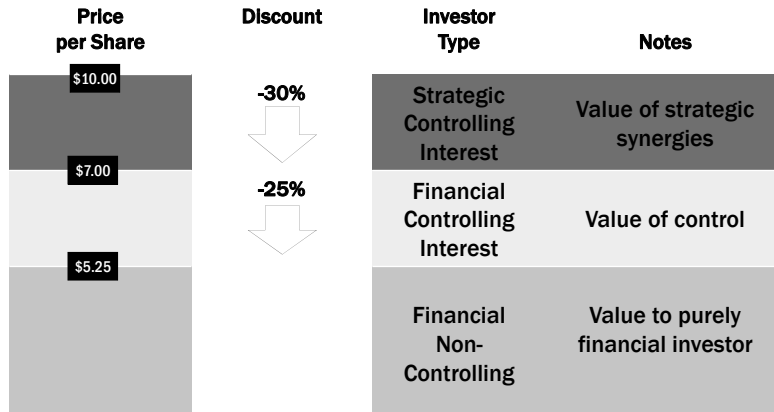 Price
per Share
Discount
Investor
Type
Notes
$10.00
-30%
Strategic
Controlling
Interest
Value of strategic
synergies
$7.00
-25%
Financial
Controlling
Interest
Value of control
$5.25
Financial
Non-
Controlling
Value to purely
financial investor